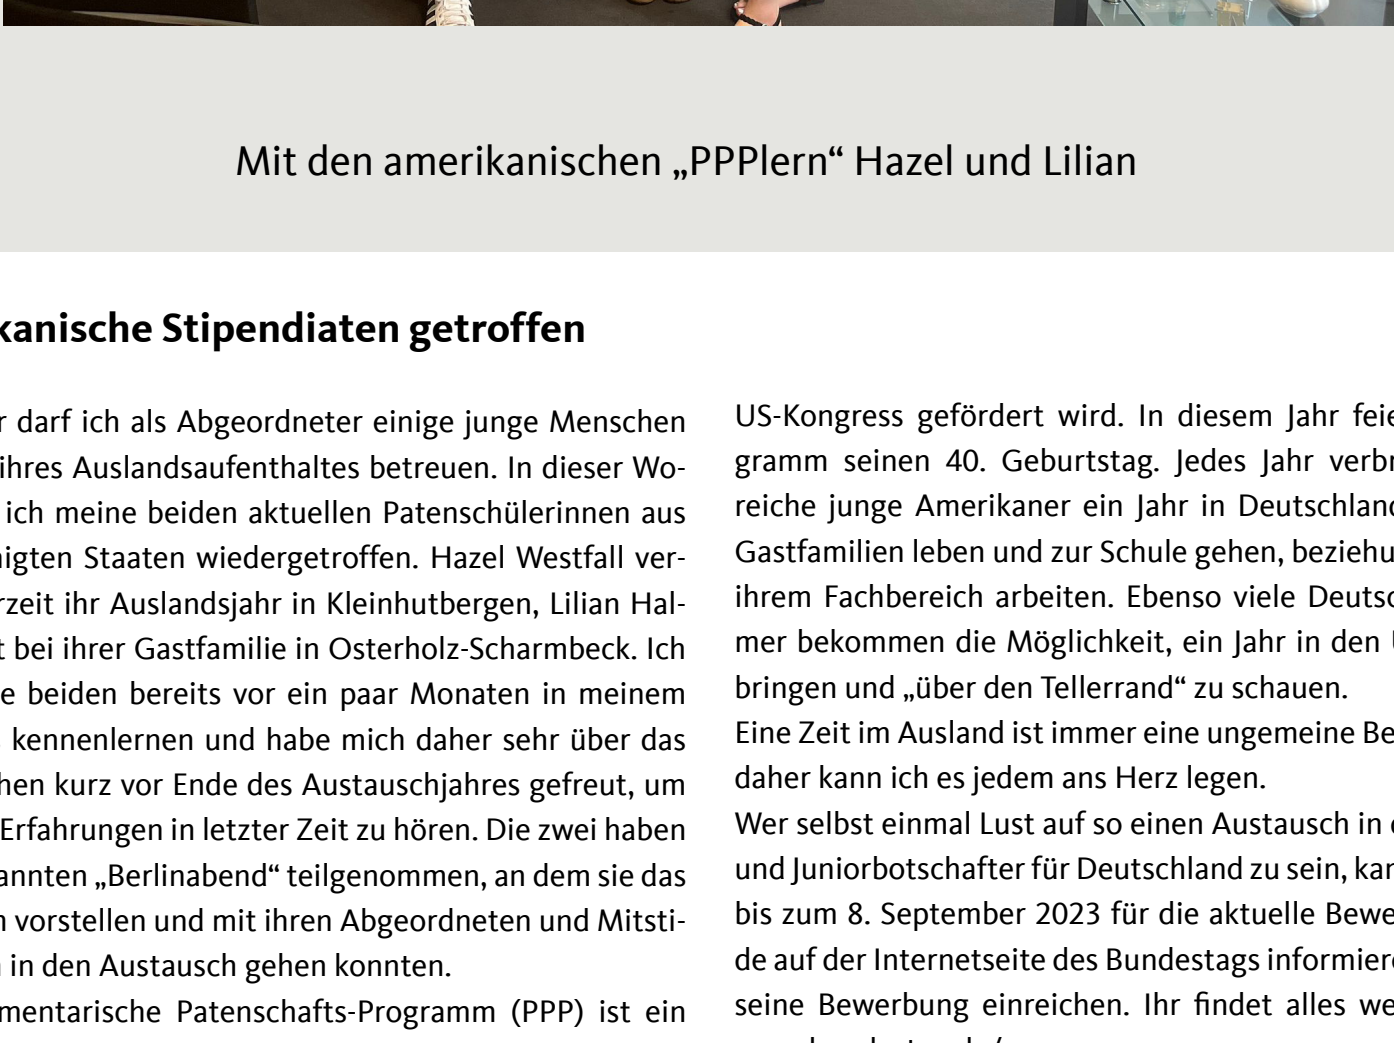 Mit den amerikanischen „PPPlern“ Hazel und Lilian
kanische Stipendiaten getroffen
r darf ich als Abgeordneter einige junge Menschen
ihres Auslandsaufenthaltes betreuen. In dieser Wo-
ich meine beiden aktuellen Patenschülerinnen aus
nigten Staaten wiedergetroffen. Hazel Westfall ver-
rzeit ihr Auslandsjahr in Kleinhutbergen, Lilian Hal-
t bei ihrer Gastfamilie in Osterholz-Scharmbeck. Ich
e beiden bereits vor ein paar Monaten in meinem
kennenlernen und habe mich daher sehr über das
hen kurz vor Ende des Austauschjahres gefreut, um
Erfahrungen in letzter Zeit zu hören. Die zwei haben
annten „Berlinabend“ teilgenommen, an dem sie das
n vorstellen und mit ihren Abgeordneten und Mitsti-
n in den Austausch gehen konnten.
mentarische Patenschafts-Programm (PPP) ist ein
US-Kongress gefördert wird. In diesem Jahr feie
gramm seinen 40. Geburtstag. Jedes Jahr verbr
reiche junge Amerikaner ein Jahr in Deutschland
Gastfamilien leben und zur Schule gehen, beziehu
ihrem Fachbereich arbeiten. Ebenso viele Deutsc
mer bekommen die Möglichkeit, ein Jahr in den U
bringen und „über den Tellerrand“ zu schauen.
Eine Zeit im Ausland ist immer eine ungemeine Be
daher kann ich es jedem ans Herz legen.
Wer selbst einmal Lust auf so einen Austausch in d
und Juniorbotschafter für Deutschland zu sein, kan
bis zum 8. September 2023 für die aktuelle Bewe
de auf der Internetseite des Bundestags informiere
seine Bewerbung einreichen. Ihr findet alles we